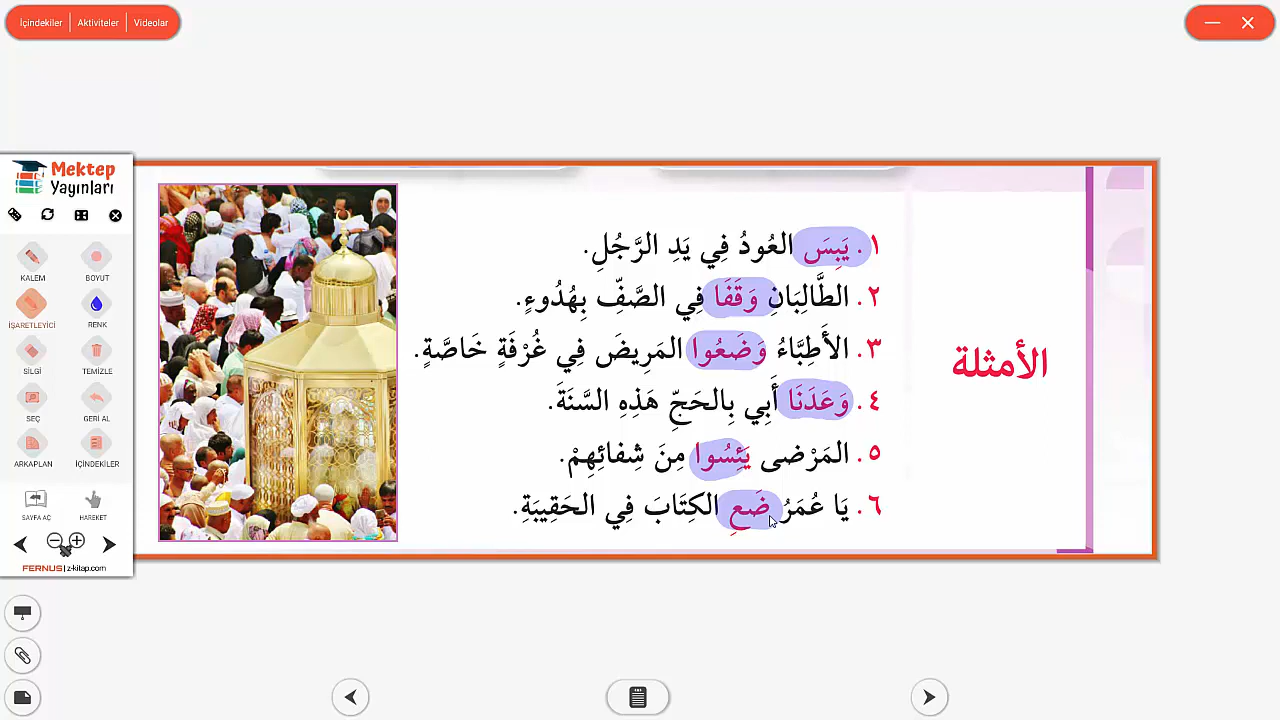 İçindekiler
Aktiviteler
Videolar
Mektep
Yayınları
KALEM
BOYUT
İŞARETLEYİCİ
RENK
SİLGİ
TEMİZLE
SEÇ
GERİ AL
ARKAPLAN
İÇİNDEKİLER
SAYFA AÇ
HAREKET
FERNUS | z-kitap.com
الأمثلة
١. يَبِسَ العُودُ فِي يَدِ الرَّجُلِ.
٢. الطَّالِبَانِ وَقَفَا فِي الصَّفِّ بِهُدُوءٍ.
٣. الأَطِبَّاءُ وَضَعُوا المَرِيضَ فِي غُرْفَةٍ خَاصَّةٍ.
٤. وَعَدَنَا أَبِي بِالحَجِّ هَذِهِ السَّنَةَ.
٥. المَرْضى يَئِسُوا مِنَ شِفائِهِمْ.
٦. يَا عُمَرُ ضَعِ الكِتَابَ فِي الحَقِيبَةِ.